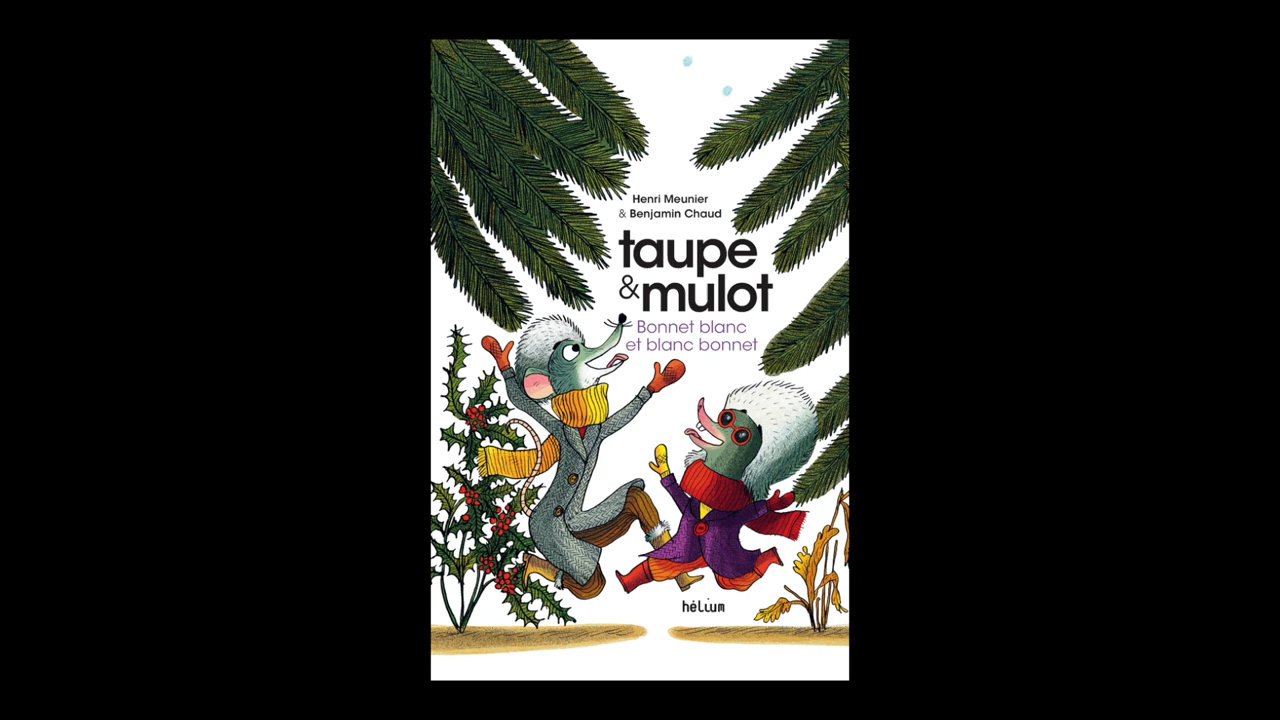 Henri Meunier
& Benjamin Chaud
taupe
&mulot
Bonnet blanc
et blanc bonnet
hélium